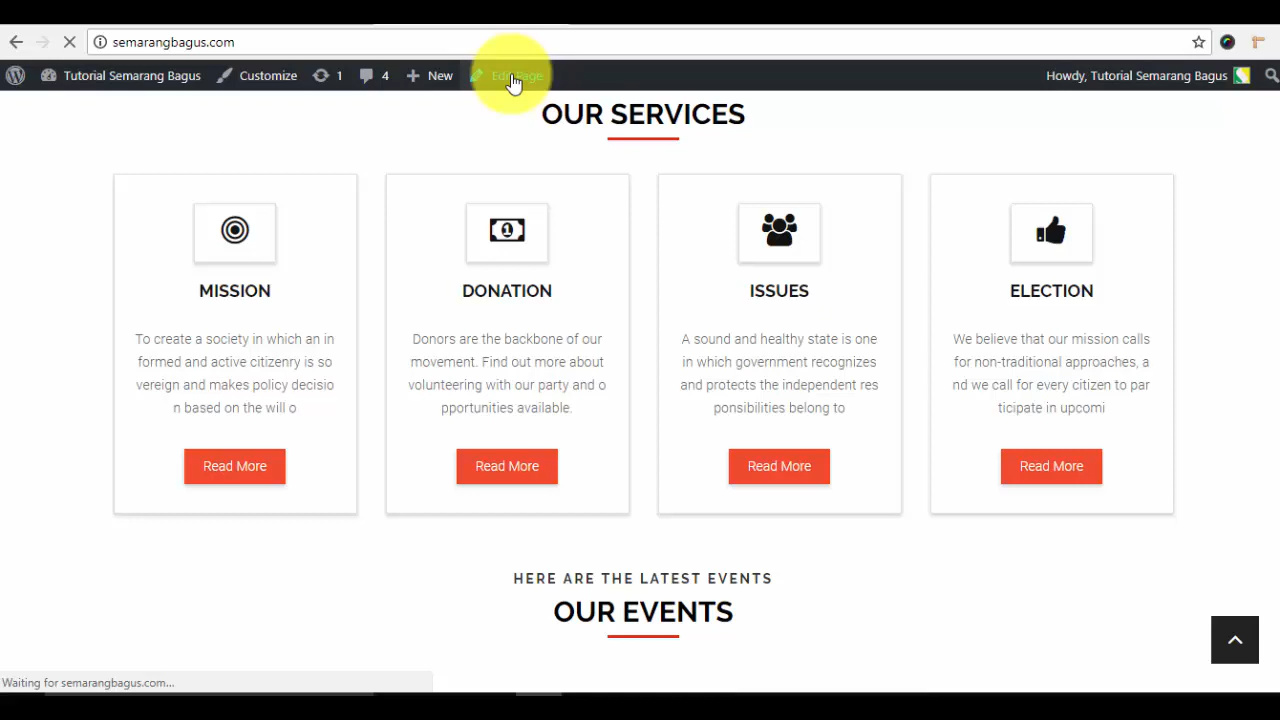 semarangbagus.com
Tutorial Semarang Bagus Customize 1 4 New Edit Page Howdy, Tutorial Semarang Bagus
OUR SERVICES
MISSION
To create a society in which an in
formed and active citizenry is so
vereign and makes policy decisio
n based on the will o
Read More
DONATION
Donors are the backbone of our
movement. Find out more about
volunteering with our party and o
pportunities available.
Read More
ISSUES
A sound and healthy state is one
in which government recognizes
and protects the independent res
ponsibilities belong to
Read More
ELECTION
We believe that our mission calls
for non-traditional approaches, a
nd we call for every citizen to par
ticipate in upcomi
Read More
HERE ARE THE LATEST EVENTS
OUR EVENTS
Waiting for semarangbagus.com...